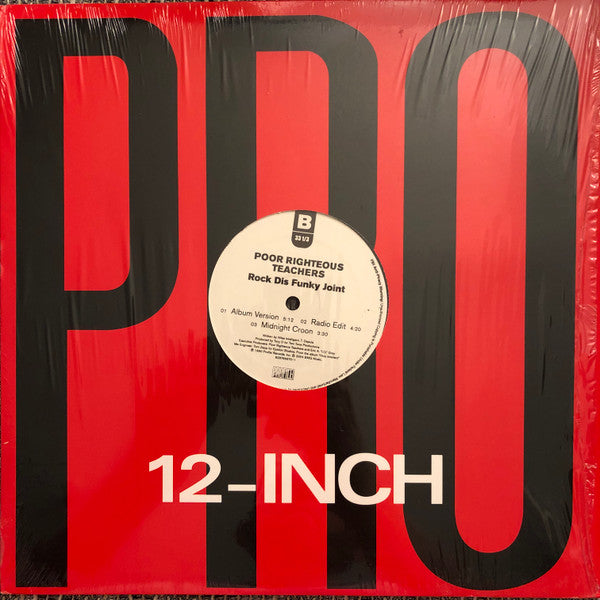 PRO
B
33 1/3
POOR RIGHTEOUS
TEACHERS
Rock Dis Funky Joint
01 Album Version 5:12 02 Radio Edit 4:20
03 Midnight Croon 3:30
12-INCH